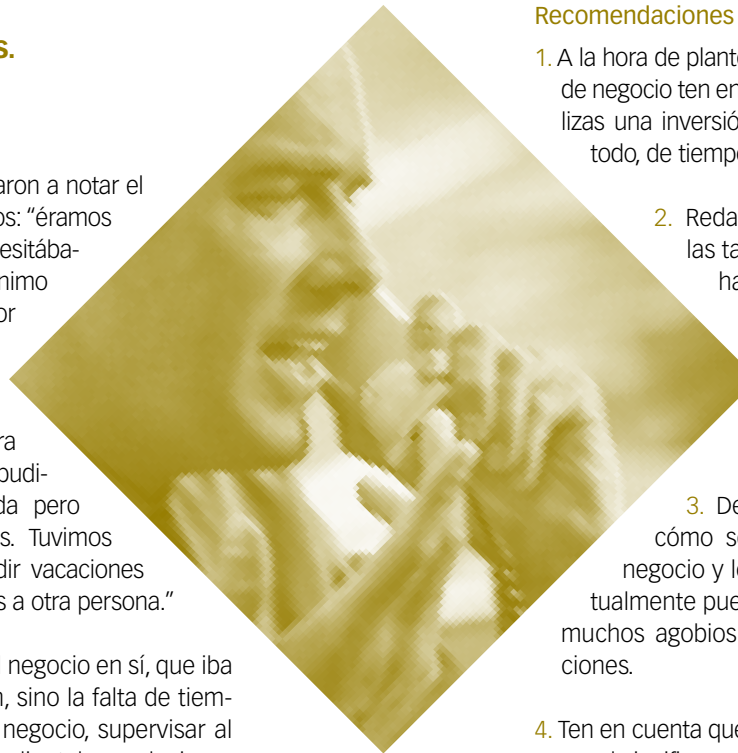 s.
aron a notar el
os: “éramos
esitába-
nimo
or
ra
pudi-
da pero
s. Tuvimos
dir vacaciones
s a otra persona.”
negocio en sí, que iba
, sino la falta de tiem-
negocio, supervisar al
Recomendaciones
1. A la hora de plante
de negocio ten en
lizas una inversió
todo, de tiempo
2. Reda
las ta
ha
3. De
cómo se
negocio y lo
tualmente pue
muchos agobios
ciones.
4. Ten en cuenta que